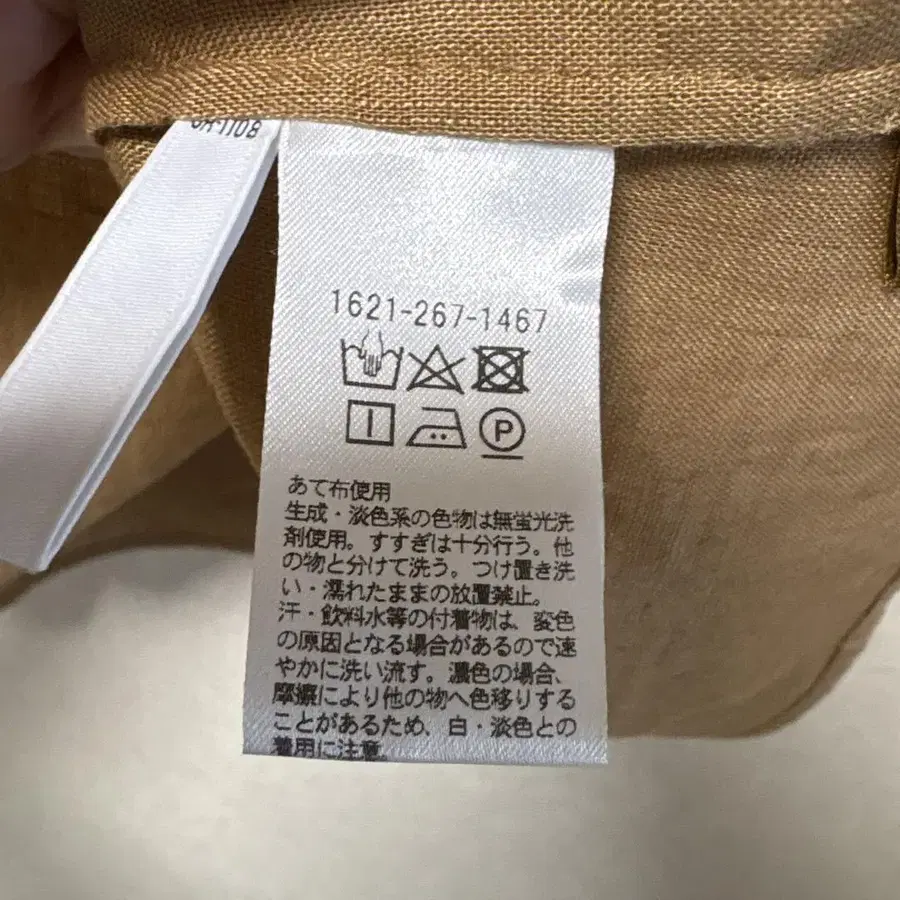 1621-267-1467
P
あて布使用
生成・淡色系の色物は無蛍光洗
剤使用。すすぎは十分行う。他
の物と分けて洗う。つけ置き洗
い・濡れたままの放置禁止。
汗・飲料水等の付着物は、変色
の原因となる場合があるので速
やかに洗い流す。濃色の場合、
摩擦により他の物へ色移りする
ことがあるため、白・淡色との
着用に注意。